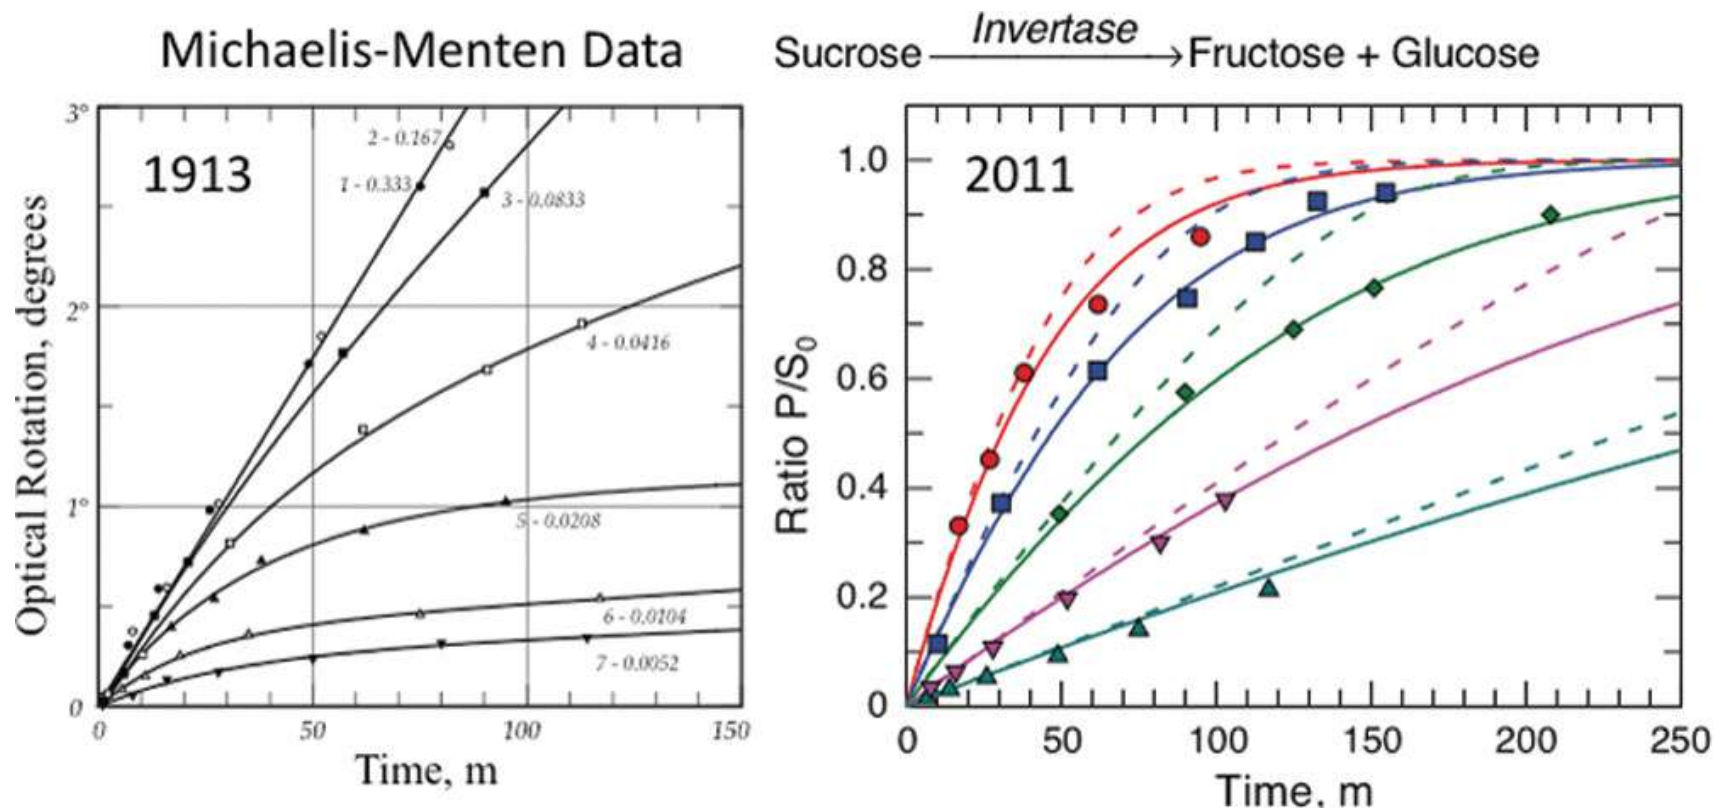 Michaelis-Menten Data
1913
3°
2°
1°
0
0
50
100
150
2 - 0.167
1 - 0.333
3 - 0.0833
4 - 0.0416
5 - 0.0208
6 - 0.0104
7 - 0.0052
Optical Rotation, degrees
Time, m
Sucrose Invertase Fructose + Glucose
2011
1.0
0.8
0.6
0.4
0.2
0
0
50
100
150
200
250
Ratio P/S₀
Time, m